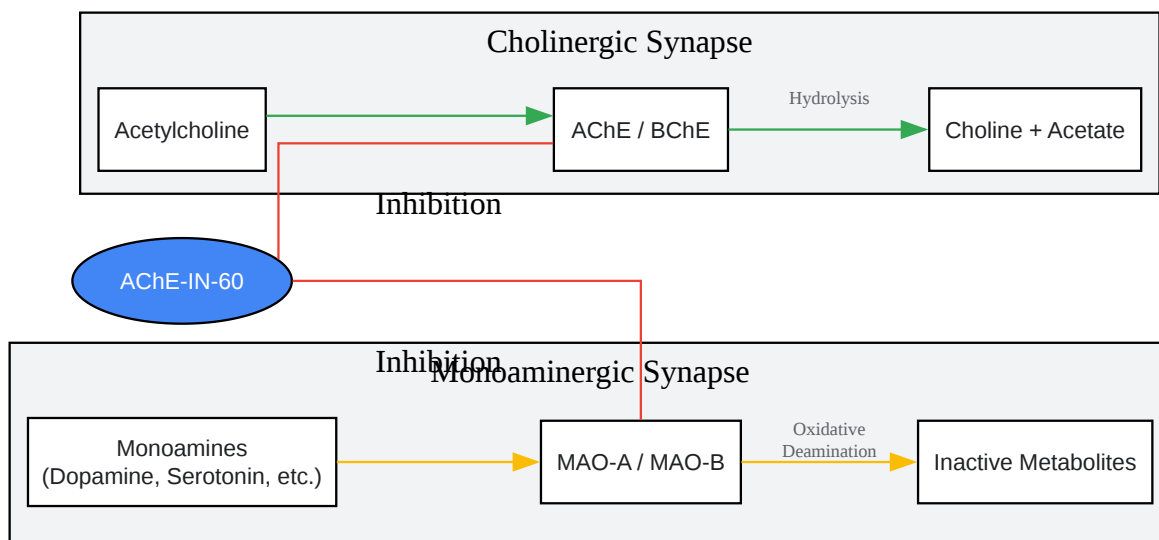 Cholinergic Synapse
Acetylcholine
AChE / BChE
Hydrolysis
Choline + Acetate
Inhibition
AChE-IN-60
Inhibition
Monoaminergic Synapse
Monoamines
(Dopamine, Serotonin, etc.)
MAO-A / MAO-B
Oxidative
Deamination
Inactive Metabolites